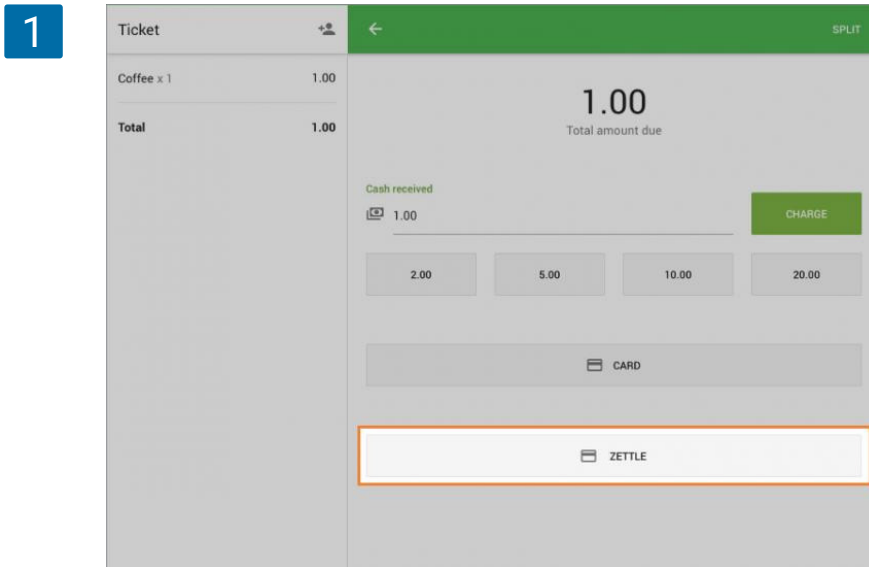 1
Ticket
SPLIT
Coffee x 1 1.00
Total 1.00
1.00
Total amount due
Cash received
1.00
CHARGE
2.00 5.00 10.00 20.00
CARD
ZETTLE